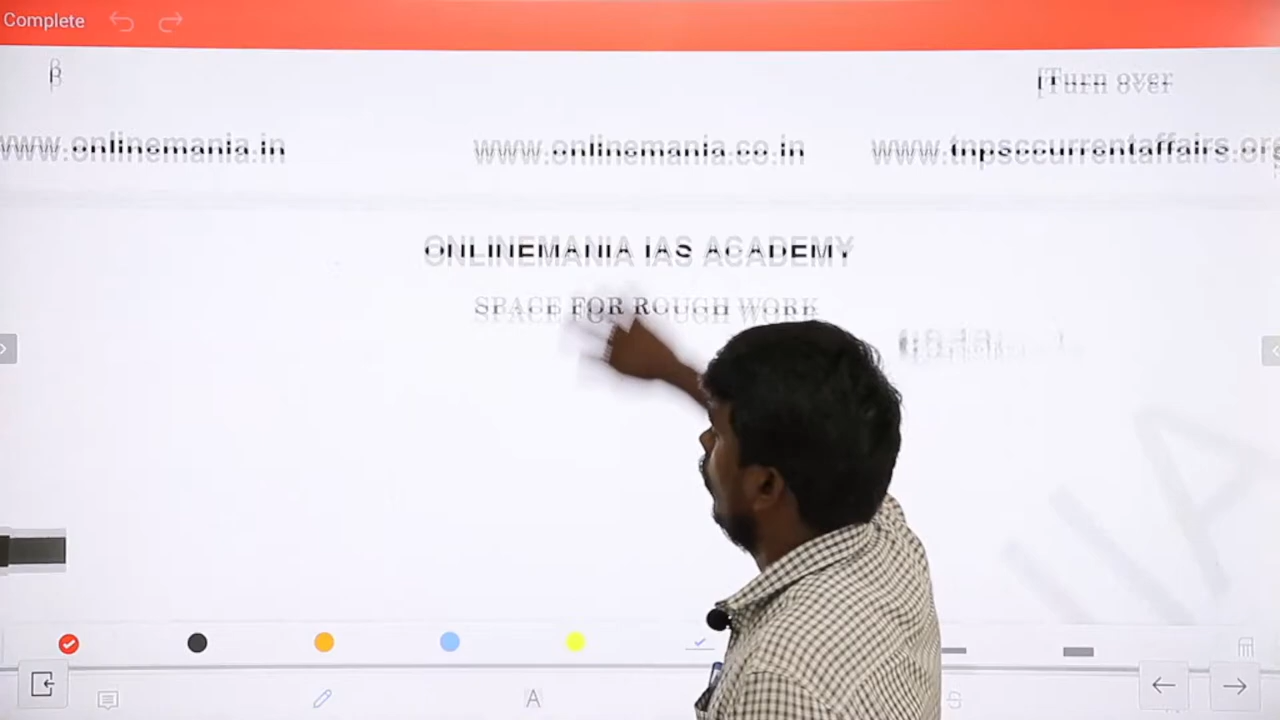 Complete
β
[Turn over
www.onlinemania.in
www.onlinemania.co.in
www.tnpsccurrentaffairs.org
ONLINEMANIA IAS ACADEMY
SPACE FOR ROUGH WORK
IA
A
S